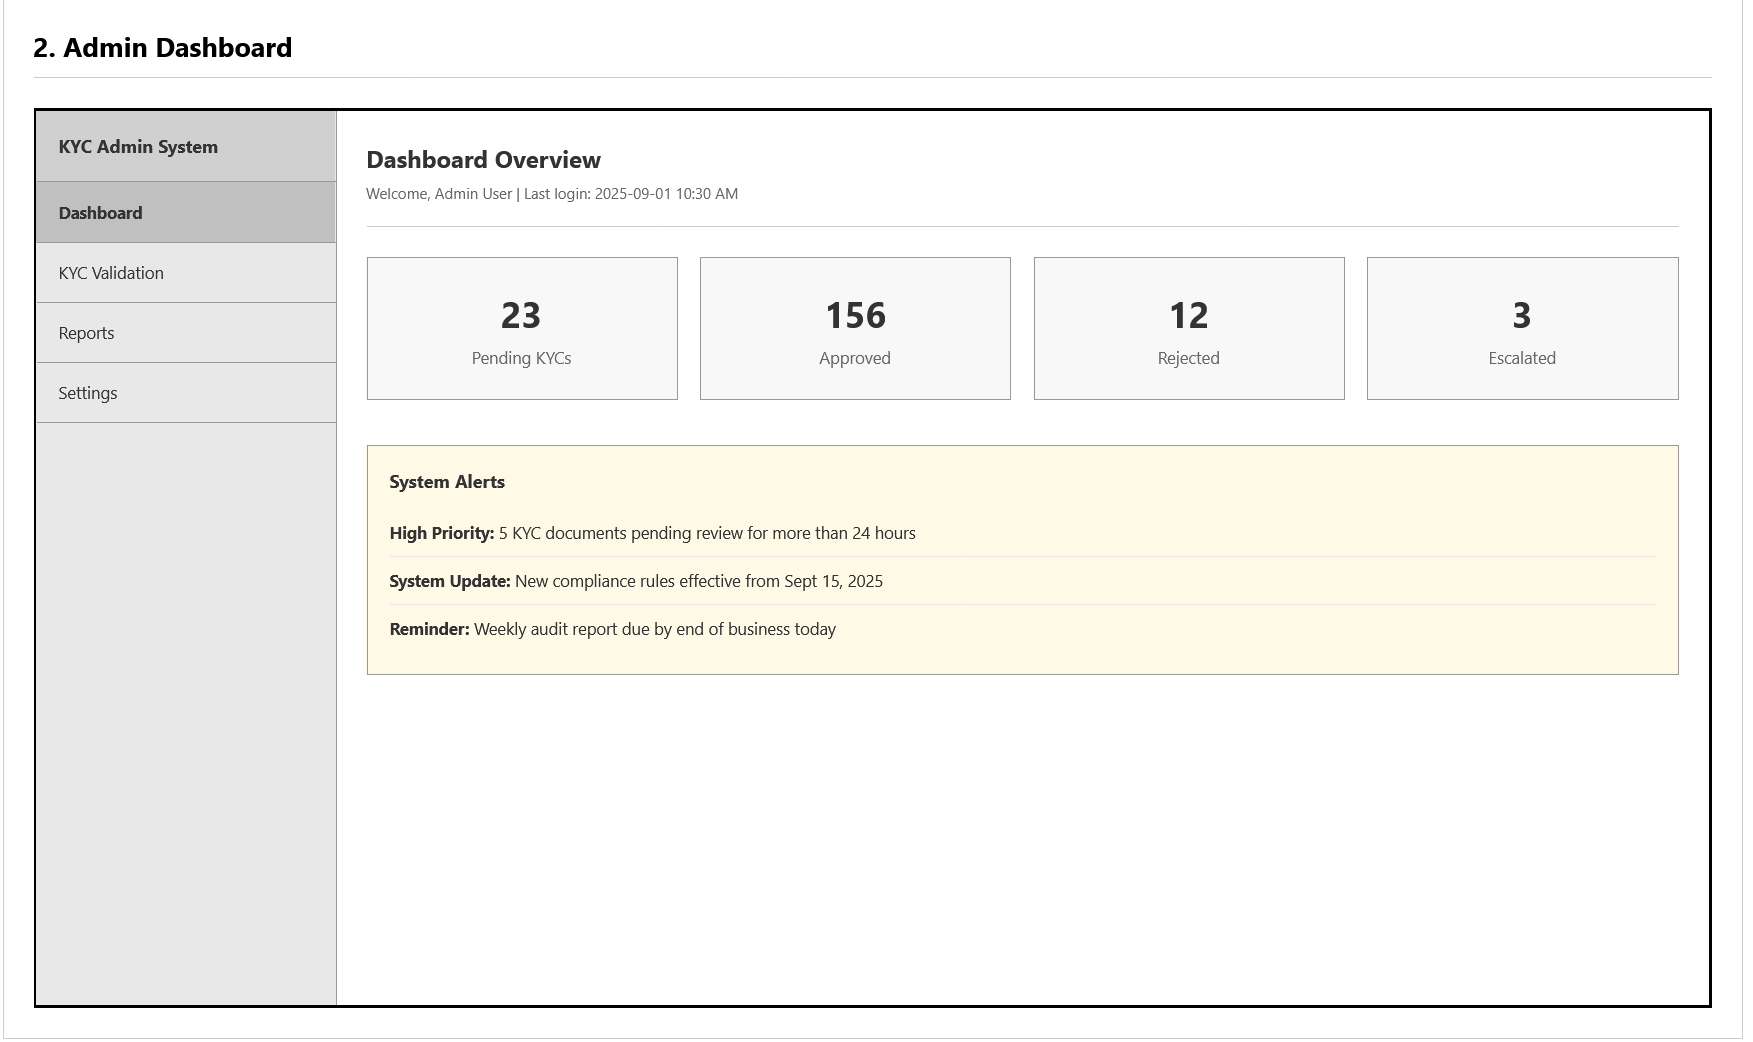 2. Admin Dashboard
KYC Admin System
Dashboard
KYC Validation
Reports
Settings
Dashboard Overview
Welcome, Admin User | Last login: 2025-09-01 10:30 AM
23
Pending KYCs
156
Approved
12
Rejected
3
Escalated
System Alerts
High Priority: 5 KYC documents pending review for more than 24 hours
System Update: New compliance rules effective from Sept 15, 2025
Reminder: Weekly audit report due by end of business today